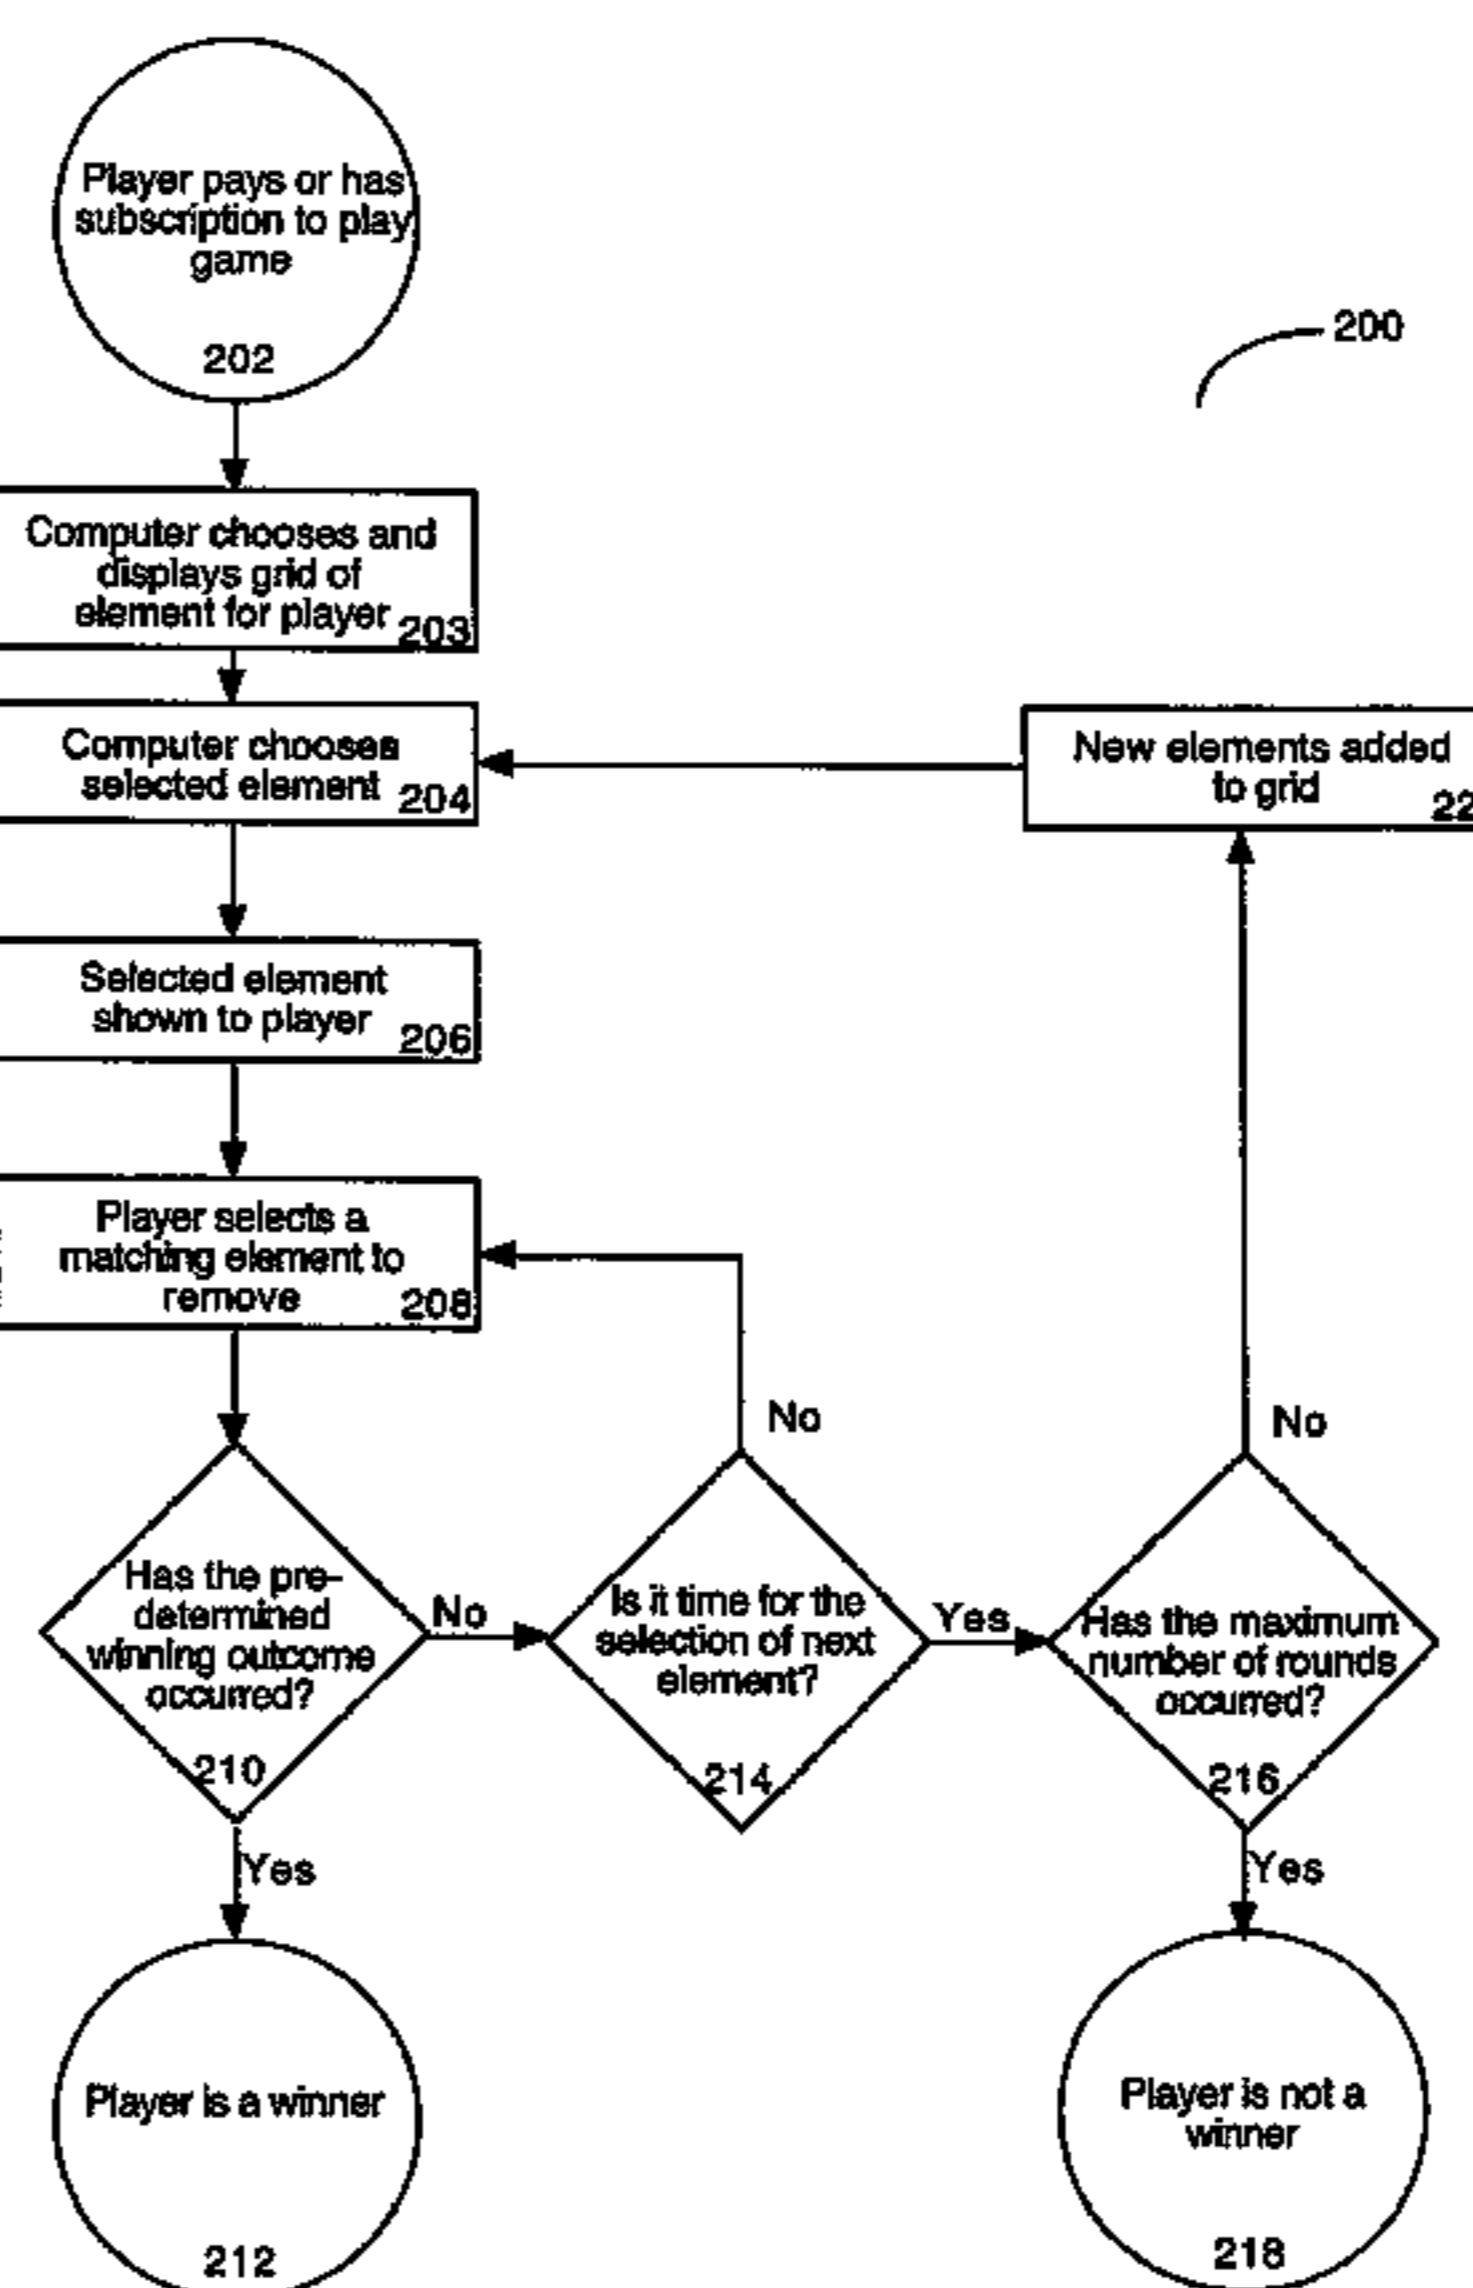 Player pays or has
subscription to play
game
202
200
Computer chooses and
displays grid of
element for player
203
Computer chooses
selected element
204
New elements added
to grid
22
Selected element
shown to player
206
Player selects a
matching element to
remove
208
No
No
Has the pre-
determined
winning outcome
occurred?
210
No
Is it time for the
selection of next
element?
214
Yes
Has the maximum
number of rounds
occurred?
216
Yes
Yes
Player is a winner
212
Player is not a
winner
218